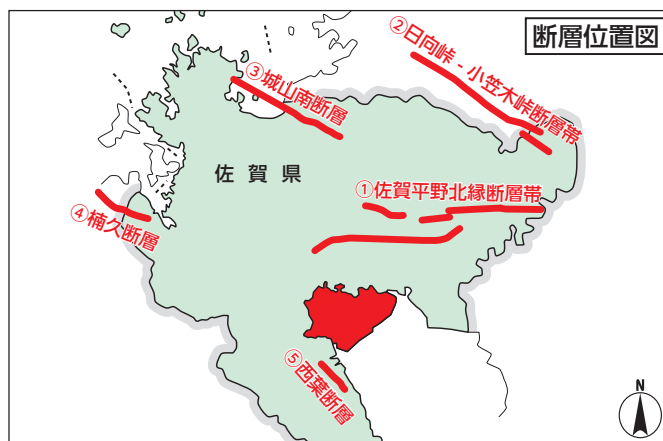 断層位置図
②日向峠-小笠木峠断層帯
③城山南断層
佐賀県
①佐賀平野北縁断層帯
④楠久断層
⑤西葉断層
N